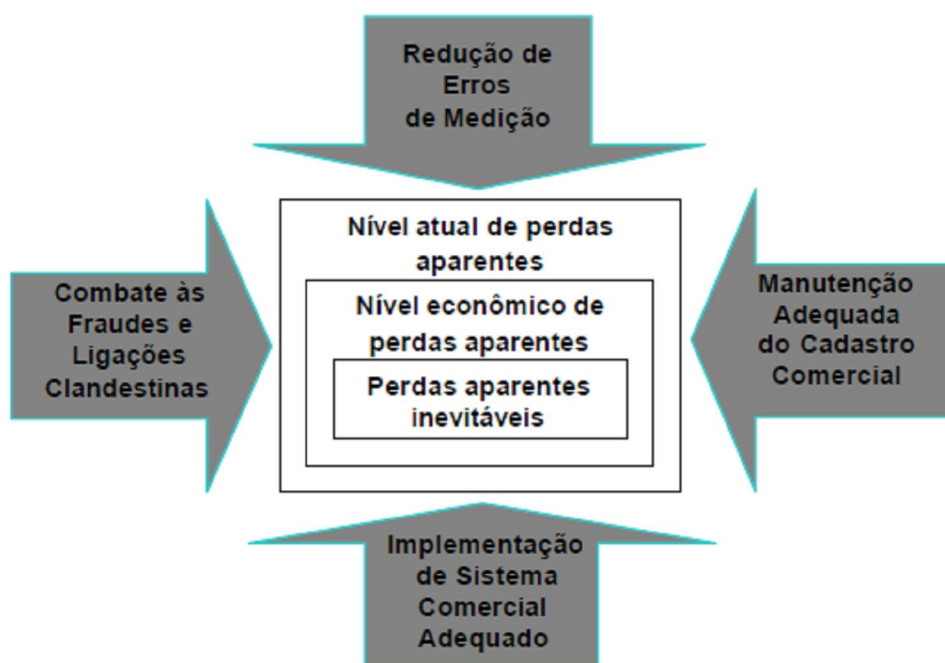 Redução de
Erros
de Medição
Nível atual de perdas
aparentes
Nível econômico de
perdas aparentes
Perdas aparentes
inevitáveis
Combate às
Fraudes e
Ligações
Clandestinas
Manutenção
Adequada
do Cadastro
Comercial
Implementação
de Sistema
Comercial
Adequado